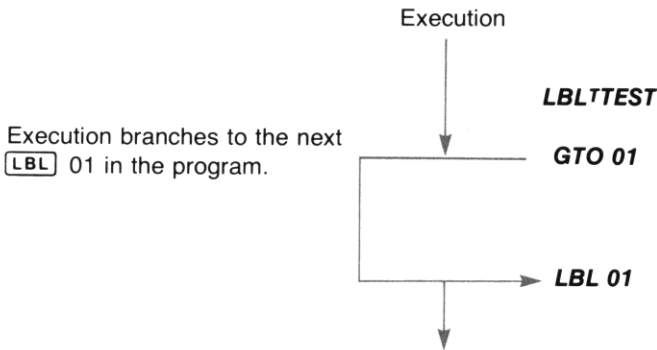 Execution
LBLᵀTEST
Execution branches to the next
GTO 01
LBL 01 in the program.
LBL 01